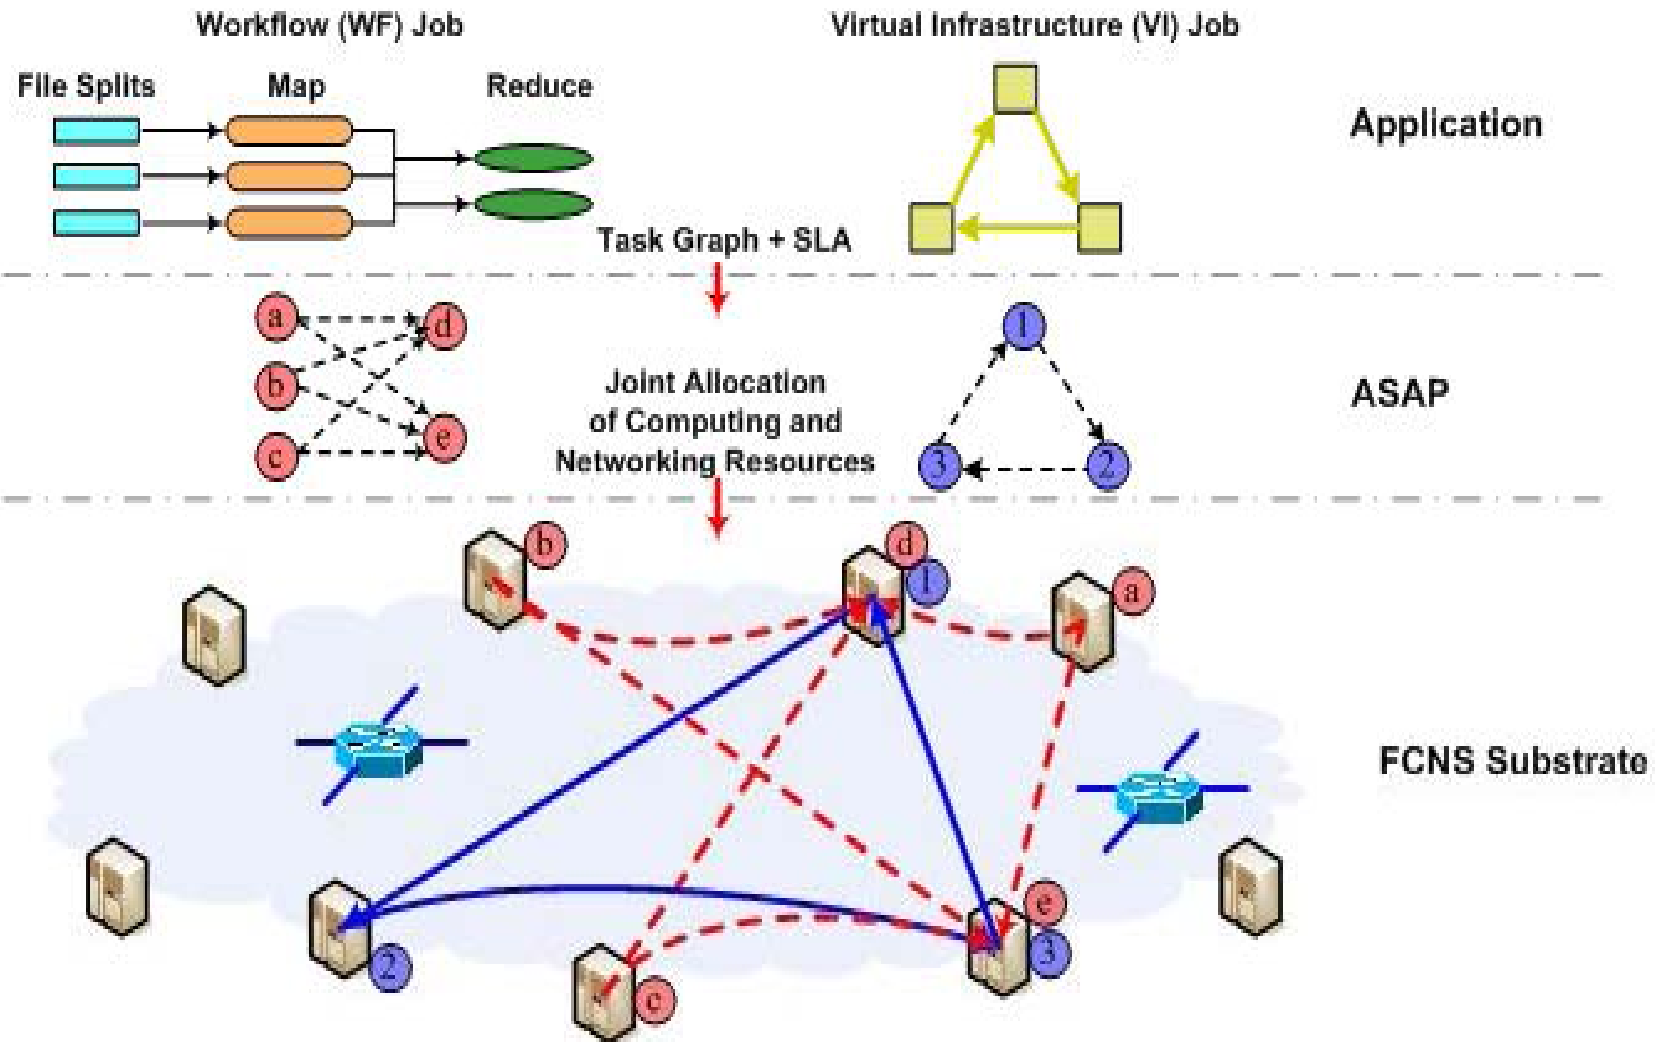 Workflow (WF) Job
Virtual Infrastructure (VI) Job
File Splits
Map
Reduce
Application
Task Graph + SLA
a
d
b
e
c
Joint Allocation
of Computing and
Networking Resources
1
3
2
ASAP
b
d
1
a
FCNS Substrate
e
3
2
c